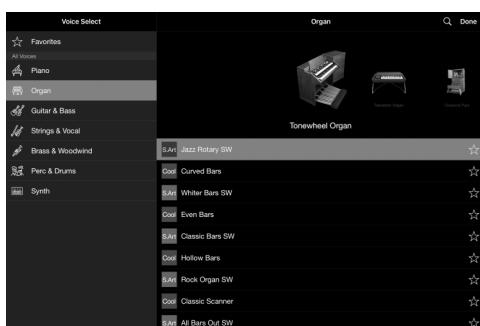 Voice Select
Organ
Done
Favorites
All Voices
Piano
Organ
Guitar & Bass
Strings & Vocal
Brass & Woodwind
Perc & Drums
Synth
Tonewheel Organ
Tonewheel Organ
S.Art Jazz Rotary SW
Cool Curved Bars
S.Art Whiter Bars SW
Cool Even Bars
S.Art Classic Bars SW
Cool Hollow Bars
S.Art Rock Organ SW
Cool Classic Scanner
S.Art All Bars Out SW